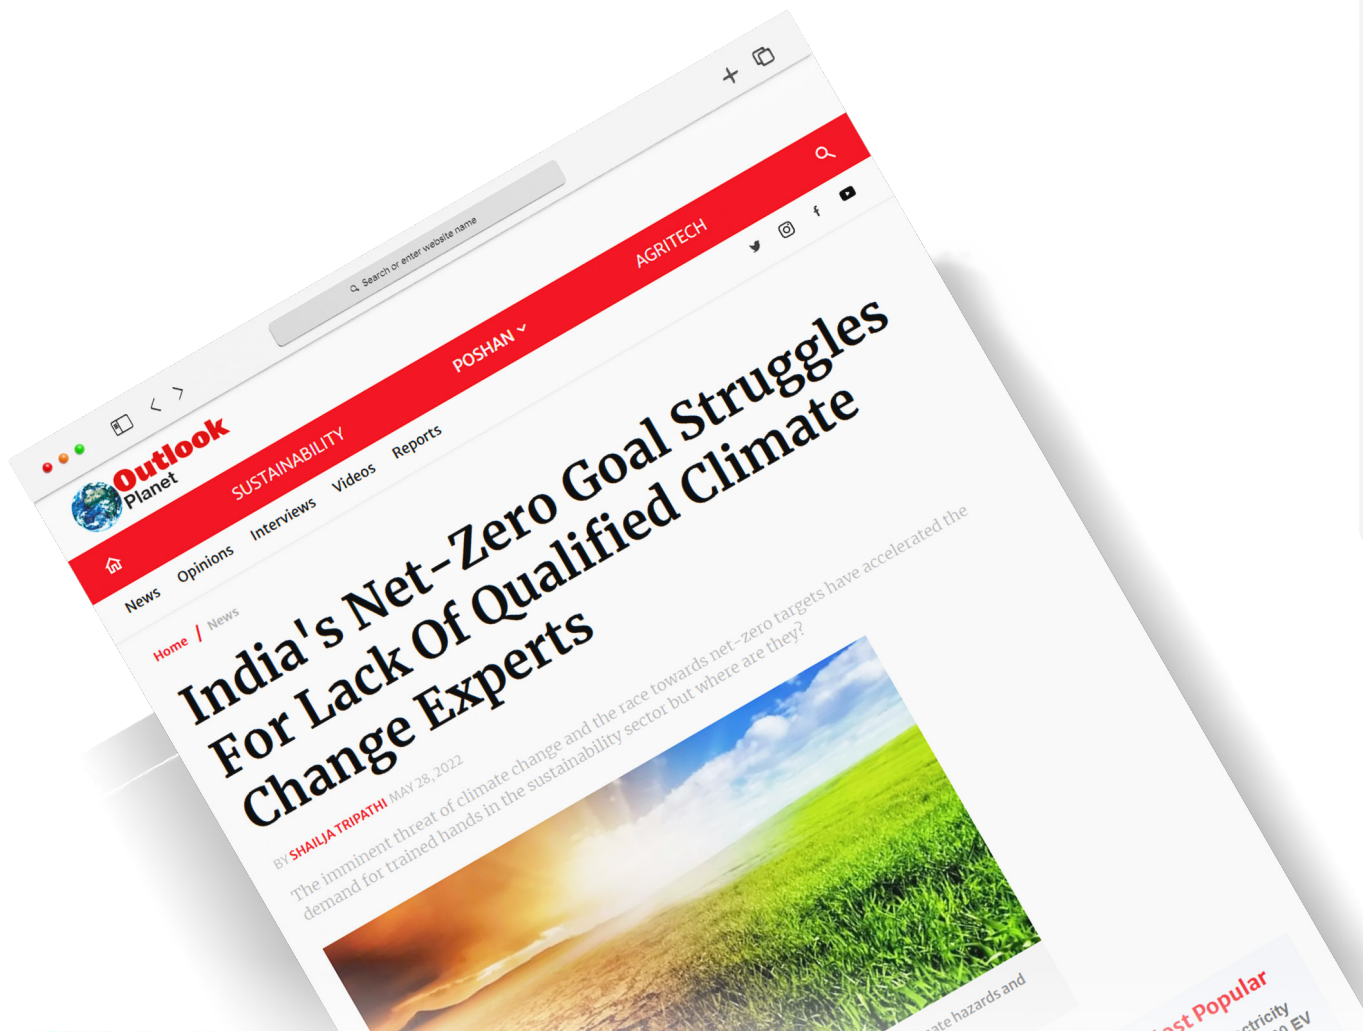 Search or enter website name
Outlook
Planet
SUSTAINABILITY
POSHAN
AGRITECH
News
Opinions
Interviews
Videos
Reports
Home / News
India's Net-Zero Goal Struggles
For Lack Of Qualified Climate
Change Experts
BY SHAILJA TRIPATHI MAY 28, 2022
The imminent threat of climate change and the race towards net-zero targets have accelerated the
demand for trained hands in the sustainability sector but where are they?
hazards and
Popular
EV